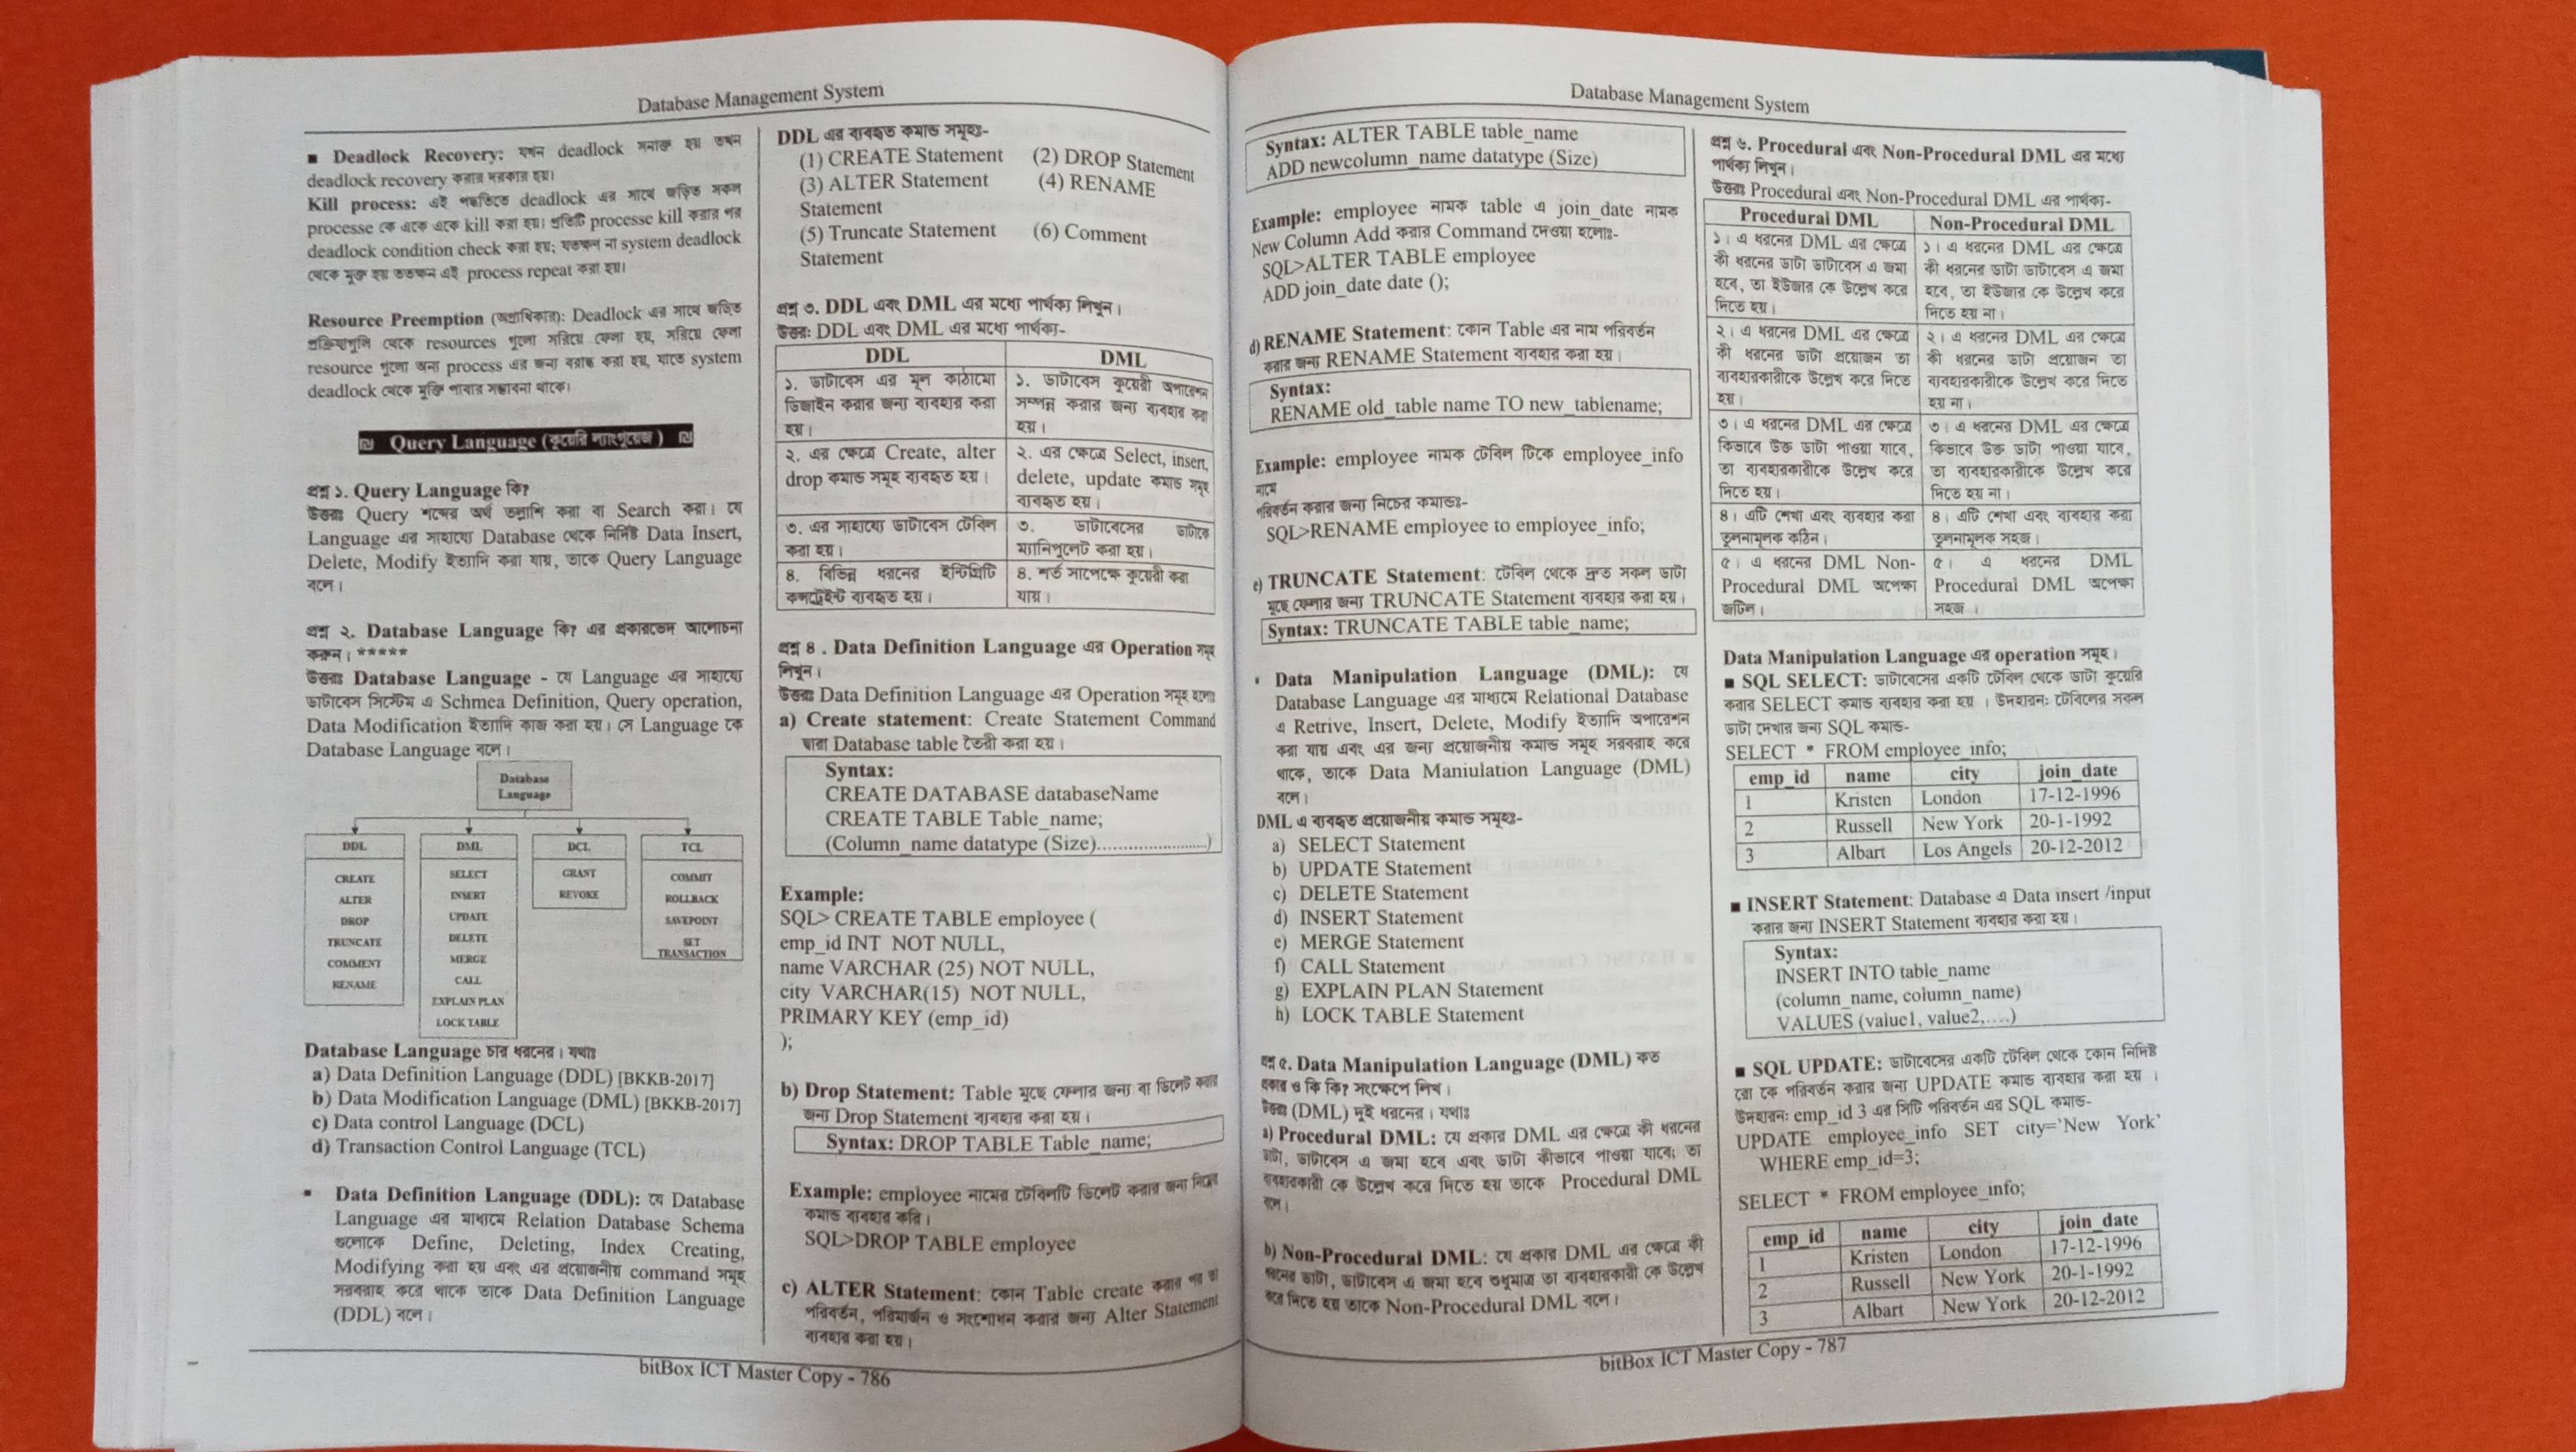 Database Management System
■ Deadlock Recovery: যখন deadlock সনাক্ত হয় তখন
deadlock recovery করার দরকার হয়।
Kill process: এই পদ্ধতিতে deadlock এর সাথে জড়িত সকল
processe কে একে একে kill করা হয়। প্রতিটি processe kill করার পর
deadlock condition check করা হয়; যতক্ষন না system deadlock
থেকে মুক্ত হয় ততক্ষন এই process repeat করা হয়।
Resource Preemption (অগ্রাধিকার): Deadlock এর সাথে জড়িত
প্রক্রিয়াগুলি থেকে resources গুলো সরিয়ে ফেলা হয়, সরিয়ে ফেলা
resource গুলো অন্য process এর জন্য বরাদ্ধ করা হয়, যাতে system
deadlock থেকে মুক্তি পাবার সম্ভাবনা থাকে।
Query Language (কুয়েরি ল্যাংগুয়েজ )
প্রশ্ন ১. Query Language কি?
উত্তরঃ Query শব্দের অর্থ তল্লাশি করা বা Search করা। যে
Language এর সাহায্যে Database থেকে নির্দিষ্ট Data Insert,
Delete, Modify ইত্যাদি করা যায়, তাকে Query Language
বলে।
প্রশ্ন ২. Database Language কি? এর প্রকারভেদ আলোচনা
করুন। *****
উত্তরঃ Database Language - যে Language এর সাহায্যে
ডাটাবেস সিস্টেম এ Schmea Definition, Query operation,
Data Modification ইত্যাদি কাজ করা হয়। সে Language কে
Database Language বলে।
Database
Language
DDL
CREATE
ALTER
DROP
TRUNCATE
COMMENT
RENAME
DML
SELECT
INSERT
UPDATE
DELETE
MERGE
CALL
EXPLAIN PLAN
LOCK TABLE
DCL
GRANT
REVOKE
TCL
COMMIT
ROLLBACK
SAVEPOINT
SET
TRANSACTION
Database Language চার ধরনের। যথাঃ
a) Data Definition Language (DDL) [BKKB-2017]
b) Data Modification Language (DML) [BKKB-2017]
c) Data control Language (DCL)
d) Transaction Control Language (TCL)
▪ Data Definition Language (DDL): যে Database
Language এর মাধ্যমে Relation Database Schema
গুলোকে Define, Deleting, Index Creating,
Modifying করা হয় এবং এর প্রয়োজনীয় command সমূহ
সরবরাহ করে থাকে তাকে Data Definition Language
(DDL) বলে।
DDL এর ব্যবহৃত কমান্ড সমূহঃ-
(1) CREATE Statement (2) DROP Statement
(3) ALTER Statement (4) RENAME
Statement
(5) Truncate Statement (6) Comment
Statement
প্রশ্ন ৩. DDL এবং DML এর মধ্যে পার্থক্য লিখুন।
উত্তর: DDL এবং DML এর মধ্যে পার্থক্য-
DDL DML
১. ডাটাবেস এর মূল কাঠামো ১. ডাটাবেস কুয়েরী অপারেশন
ডিজাইন করার জন্য ব্যবহার করা সম্পন্ন করার জন্য ব্যবহার করা
হয়। হয়।
২. এর ক্ষেত্রে Create, alter ২. এর ক্ষেত্রে Select, insert,
drop কমান্ড সমূহ ব্যবহৃত হয়। delete, update কমান্ড সমূহ
ব্যবহৃত হয়।
৩. এর সাহায্যে ডাটাবেস টেবিল ৩. ডাটাবেসের ডাটাকে
করা হয়। ম্যানিপুলেট করা হয়।
৪. বিভিন্ন ধরনের ইন্টিগ্রিটি ৪. শর্ত সাপেক্ষে কুয়েরী করা
কন্সট্রেইন্ট ব্যবহৃত হয়। যায়।
প্রশ্ন ৪ . Data Definition Language এর Operation সমূহ
লিখুন।
উত্তরঃ Data Definition Language এর Operation সমূহ হলোঃ
a) Create statement: Create Statement Command
দ্বারা Database table তৈরী করা হয়।
Syntax:
CREATE DATABASE databaseName
CREATE TABLE Table_name;
(Column_name datatype (Size)..........................)
Example:
SQL> CREATE TABLE employee (
emp_id INT NOT NULL,
name VARCHAR (25) NOT NULL,
city VARCHAR(15) NOT NULL,
PRIMARY KEY (emp_id)
);
b) Drop Statement: Table মুছে ফেলার জন্য বা ডিলেট করার
জন্য Drop Statement ব্যবহার করা হয়।
Syntax: DROP TABLE Table_name;
Example: employee নামের টেবিলটি ডিলেট করার জন্য নিম্নের
কমান্ড ব্যবহার করি।
SQL>DROP TABLE employee
c) ALTER Statement: কোন Table create করার পর তা
পরিবর্তন, পরিমার্জন ও সংশোধন করার জন্য Alter Statement
ব্যবহার করা হয়।
bitBox ICT Master Copy - 786
Database Management System
Syntax: ALTER TABLE table_name
ADD newcolumn_name datatype (Size)
Example: employee নামক table এ join_date নামক
New Column Add করার Command দেওয়া হলোঃ-
SQL>ALTER TABLE employee
ADD join_date date ();
d) RENAME Statement: কোন Table এর নাম পরিবর্তন
করার জন্য RENAME Statement ব্যবহার করা হয়।
Syntax:
RENAME old_table name TO new_tablename;
Example: employee নামক টেবিল টিকে employee_info
নামে
পরিবর্তন করার জন্য নিচের কমান্ডঃ-
SQL>RENAME employee to employee_info;
e) TRUNCATE Statement: টেবিল থেকে দ্রুত সকল ডাটা
মুছে ফেলার জন্য TRUNCATE Statement ব্যবহার করা হয়।
Syntax: TRUNCATE TABLE table_name;
▪ Data Manipulation Language (DML): যে
Database Language এর মাধ্যমে Relational Database
এ Retrive, Insert, Delete, Modify ইত্যাদি অপারেশন
করা যায় এবং এর জন্য প্রয়োজনীয় কমান্ড সমূহ সরবরাহ করে
থাকে, তাকে Data Maniulation Language (DML)
বলে।
DML এ ব্যবহৃত প্রয়োজনীয় কমান্ড সমূহঃ-
a) SELECT Statement
b) UPDATE Statement
c) DELETE Statement
d) INSERT Statement
e) MERGE Statement
f) CALL Statement
g) EXPLAIN PLAN Statement
h) LOCK TABLE Statement
প্রশ্ন ৫. Data Manipulation Language (DML) কত
প্রকার ও কি কি? সংক্ষেপে লিখ।
উত্তরঃ (DML) দুই ধরনের। যথাঃ
a) Procedural DML: যে প্রকার DML এর ক্ষেত্রে কী ধরনের
ডাটা, ডাটাবেস এ জমা হবে এবং ডাটা কীভাবে পাওয়া যাবে; তা
ব্যবহারকারী কে উল্লেখ করে দিতে হয় তাকে Procedural DML
বলে।
b) Non-Procedural DML: যে প্রকার DML এর ক্ষেত্রে কী
ধরনের ডাটা, ডাটাবেস এ জমা হবে শুধুমাত্র তা ব্যবহারকারী কে উল্লেখ
করে দিতে হয় তাকে Non-Procedural DML বলে।
প্রশ্ন ৬. Procedural এবং Non-Procedural DML এর মধ্যে
পার্থক্য লিখুন।
উত্তরঃ Procedural এবং Non-Procedural DML এর পার্থক্য-
Procedural DML Non-Procedural DML
১। এ ধরনের DML এর ক্ষেত্রে ১। এ ধরনের DML এর ক্ষেত্রে
কী ধরনের ডাটা ডাটাবেস এ জমা কী ধরনের ডাটা ডাটাবেস এ জমা
হবে, তা ইউজার কে উল্লেখ করে হবে, তা ইউজার কে উল্লেখ করে
দিতে হয়। দিতে হয় না।
২। এ ধরনের DML এর ক্ষেত্রে ২। এ ধরনের DML এর ক্ষেত্রে
কী ধরনের ডাটা প্রয়োজন তা কী ধরনের ডাটা প্রয়োজন তা
ব্যবহারকারীকে উল্লেখ করে দিতে ব্যবহারকারীকে উল্লেখ করে দিতে
হয়। হয় না।
৩। এ ধরনের DML এর ক্ষেত্রে ৩। এ ধরনের DML এর ক্ষেত্রে
কিভাবে উক্ত ডাটা পাওয়া যাবে, কিভাবে উক্ত ডাটা পাওয়া যাবে,
তা ব্যবহারকারীকে উল্লেখ করে তা ব্যবহারকারীকে উল্লেখ করে
দিতে হয়। দিতে হয় না।
৪। এটি শেখা এবং ব্যবহার করা ৪। এটি শেখা এবং ব্যবহার করা
তুলনামূলক কঠিন। তুলনামূলক সহজ।
৫। এ ধরনের DML Non- ৫। এ ধরনের DML
Procedural DML অপেক্ষা Procedural DML অপেক্ষা
জটিল। সহজ ।
Data Manipulation Language এর operation সমূহ।
■ SQL SELECT: ডাটাবেসের একটি টেবিল থেকে ডাটা কুয়েরি
করার SELECT কমান্ড ব্যবহার করা হয় । উদহারন: টেবিলের সকল
ডাটা দেখার জন্য SQL কমান্ড-
SELECT * FROM employee_info;
emp_id name city join_date
1 Kristen London 17-12-1996
2 Russell New York 20-1-1992
3 Albart Los Angels 20-12-2012
■ INSERT Statement: Database এ Data insert /input
করার জন্য INSERT Statement ব্যবহার করা হয়।
Syntax:
INSERT INTO table_name
(column_name, column_name)
VALUES (value1, value2,....)
■ SQL UPDATE: ডাটাবেসের একটি টেবিল থেকে কোন নির্দিষ্ট
রো কে পরিবর্তন করার জন্য UPDATE কমান্ড ব্যবহার করা হয় ।
উদহারন: emp_id 3 এর সিটি পরিবর্তন এর SQL কমান্ড-
UPDATE employee_info SET city='New York'
WHERE emp_id=3;
SELECT * FROM employee_info;
emp_id name city join_date
1 Kristen London 17-12-1996
2 Russell New York 20-1-1992
3 Albart New York 20-12-2012
bitBox ICT Master Copy - 787